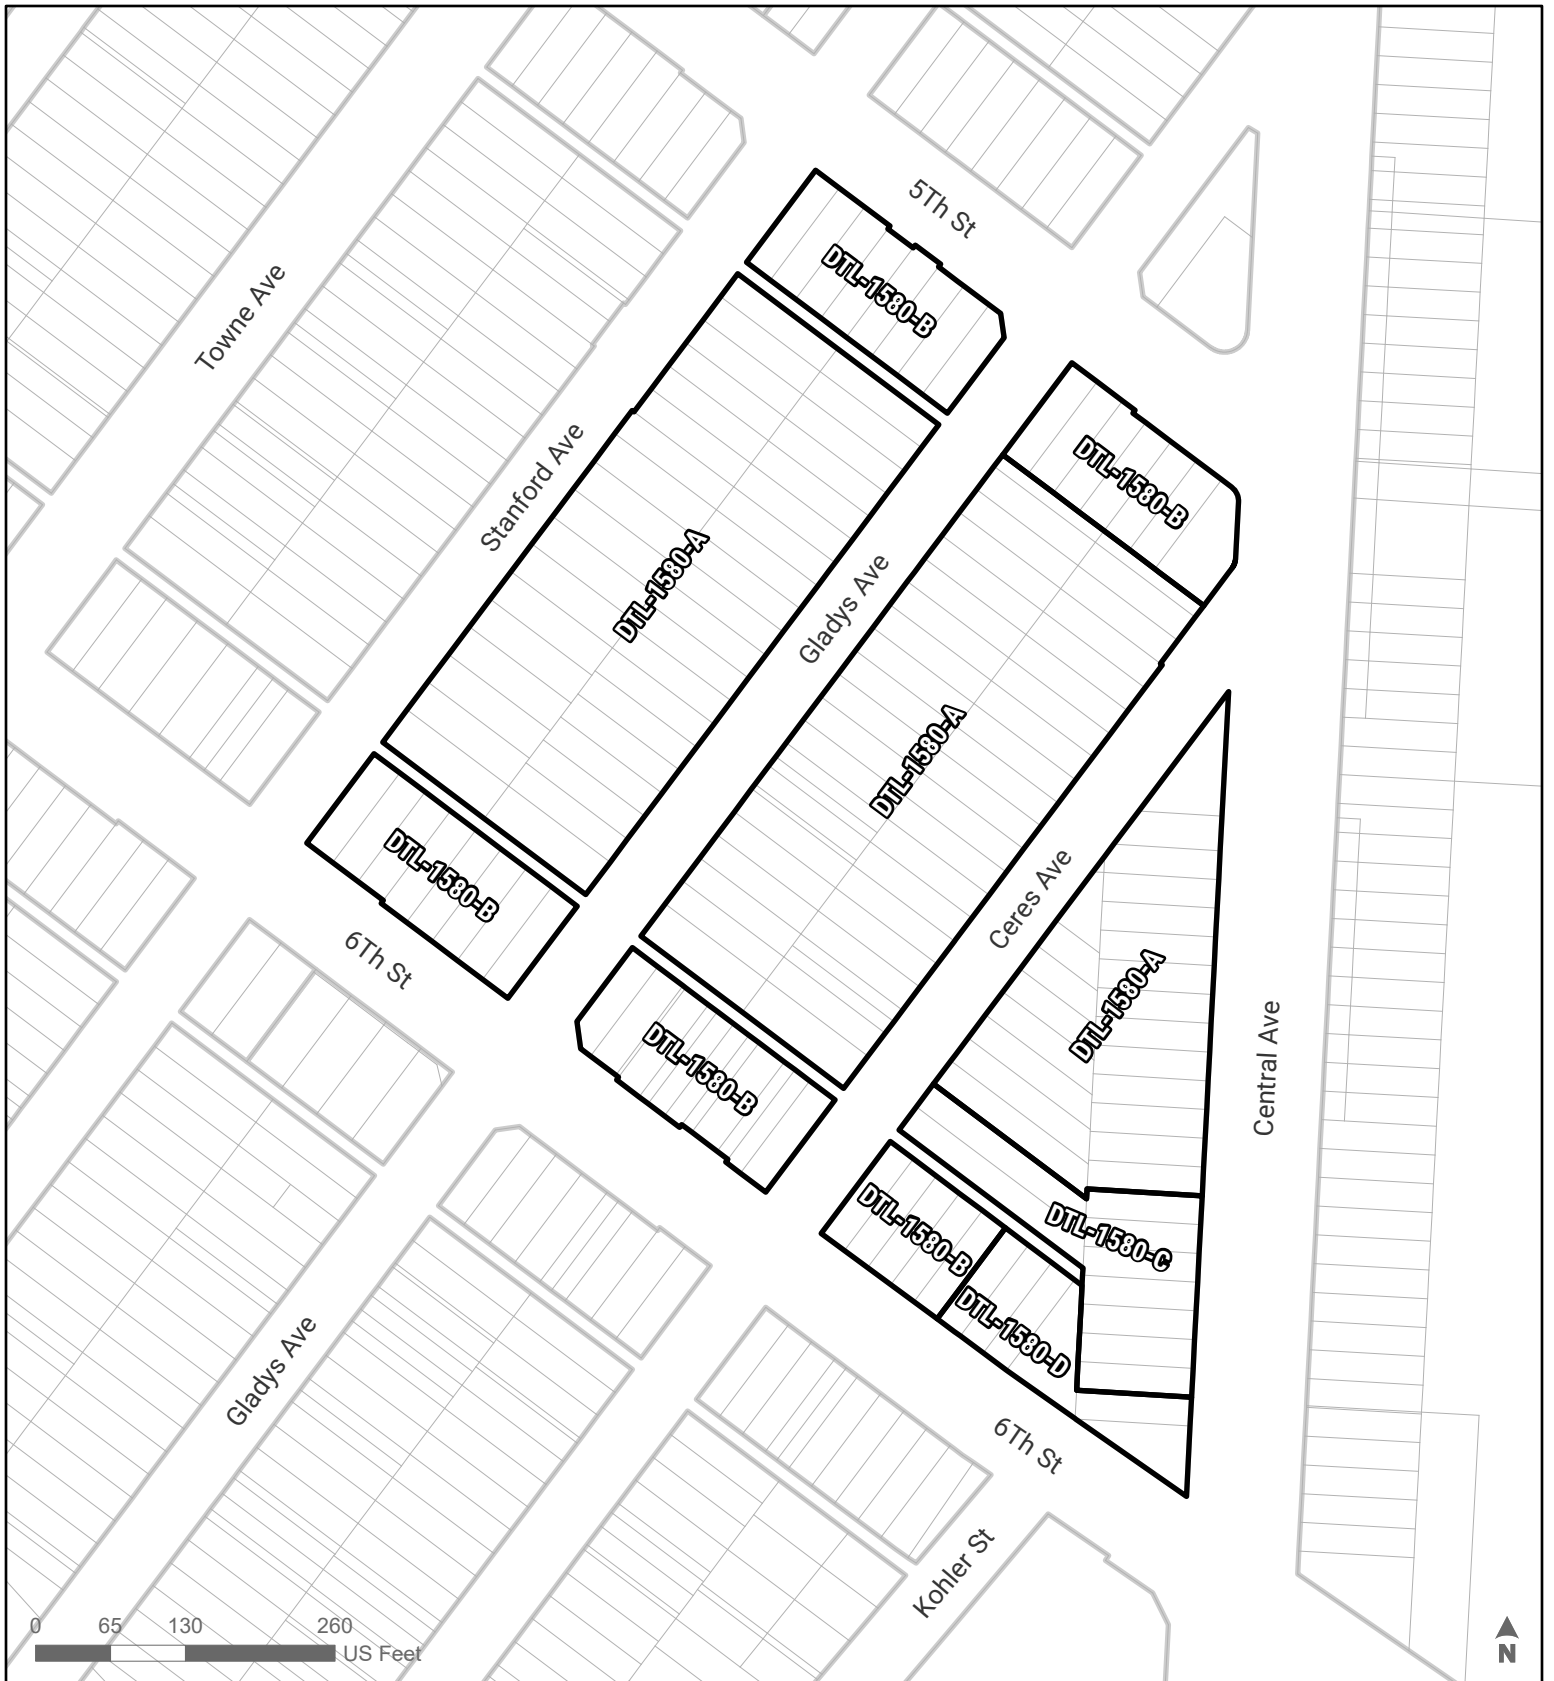 5Th St
DTL-1580-B
Towne Ave
DTL-1580-B
Stanford Ave
DTL-1580-A
Gladys Ave
DTL-1580-A
DTL-1580-B
Ceres Ave
6Th St
DTL-1580-A
DTL-1580-B
Central Ave
DTL-1580-B
DTL-1580-C
DTL-1580-D
Gladys Ave
6Th St
Kohler St
0 65 130 260
US Feet
N